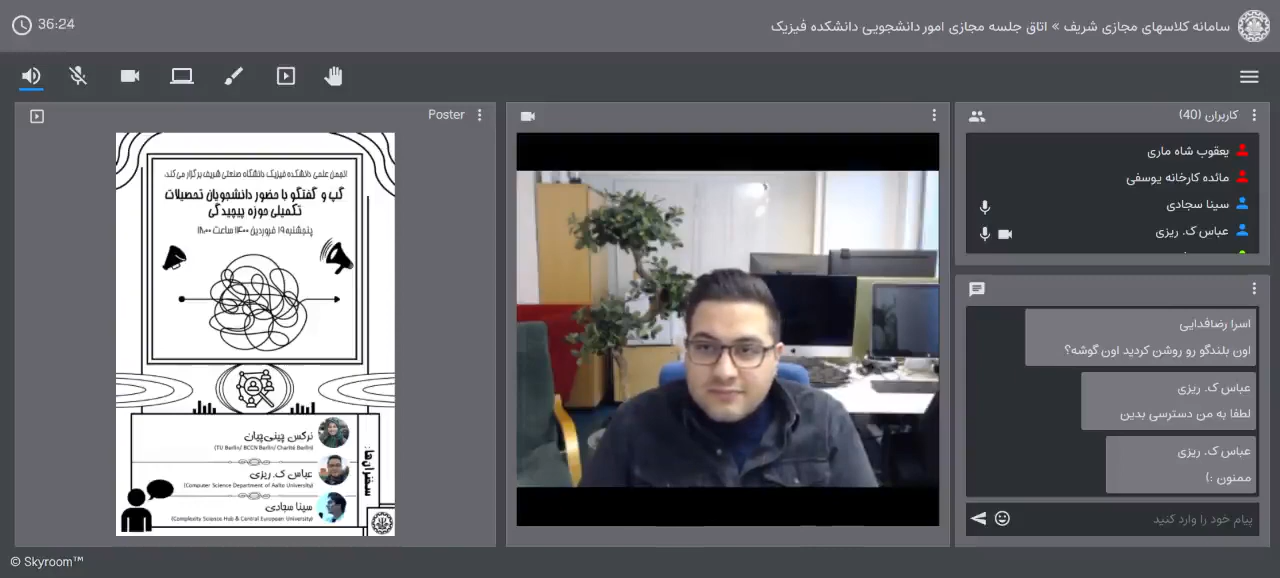 36:24
سامانه کلاسهای مجازی شریف » اتاق جلسه مجازی امور دانشجویی دانشکده فیزیک
Poster
انجمن علمی دانشکده فیزیک دانشگاه صنعتی شریف برگزار می‌کند:
گپ و گفتگو با حضور دانشجویان تحصیلات
تکمیلی حوزه پیچیدگی
پنجشنبه ۱۹ فروردین ۱۴۰۰ ساعت ۱۸:۰۰
سخنران‌ها:
نرگس چینی‌چیان
(TU Berlin/ BCCN Berlin/ Charité Berlin)
عباس ک. ریزی
(Computer Science Department of Aalto University)
سینا سجادی
(Complexity Science Hub & Central European University)
کاربران (40)
یعقوب شاه ماری
مائده کارخانه یوسفی
سینا سجادی
عباس ک. ریزی
اسرا رضافدایی
اون بلندگو رو روشن کردید اون گوشه؟
عباس ک. ریزی
لطفا به من دسترسی بدین
عباس ک. ریزی
ممنون :)
پیام خود را وارد کنید
© Skyroom™